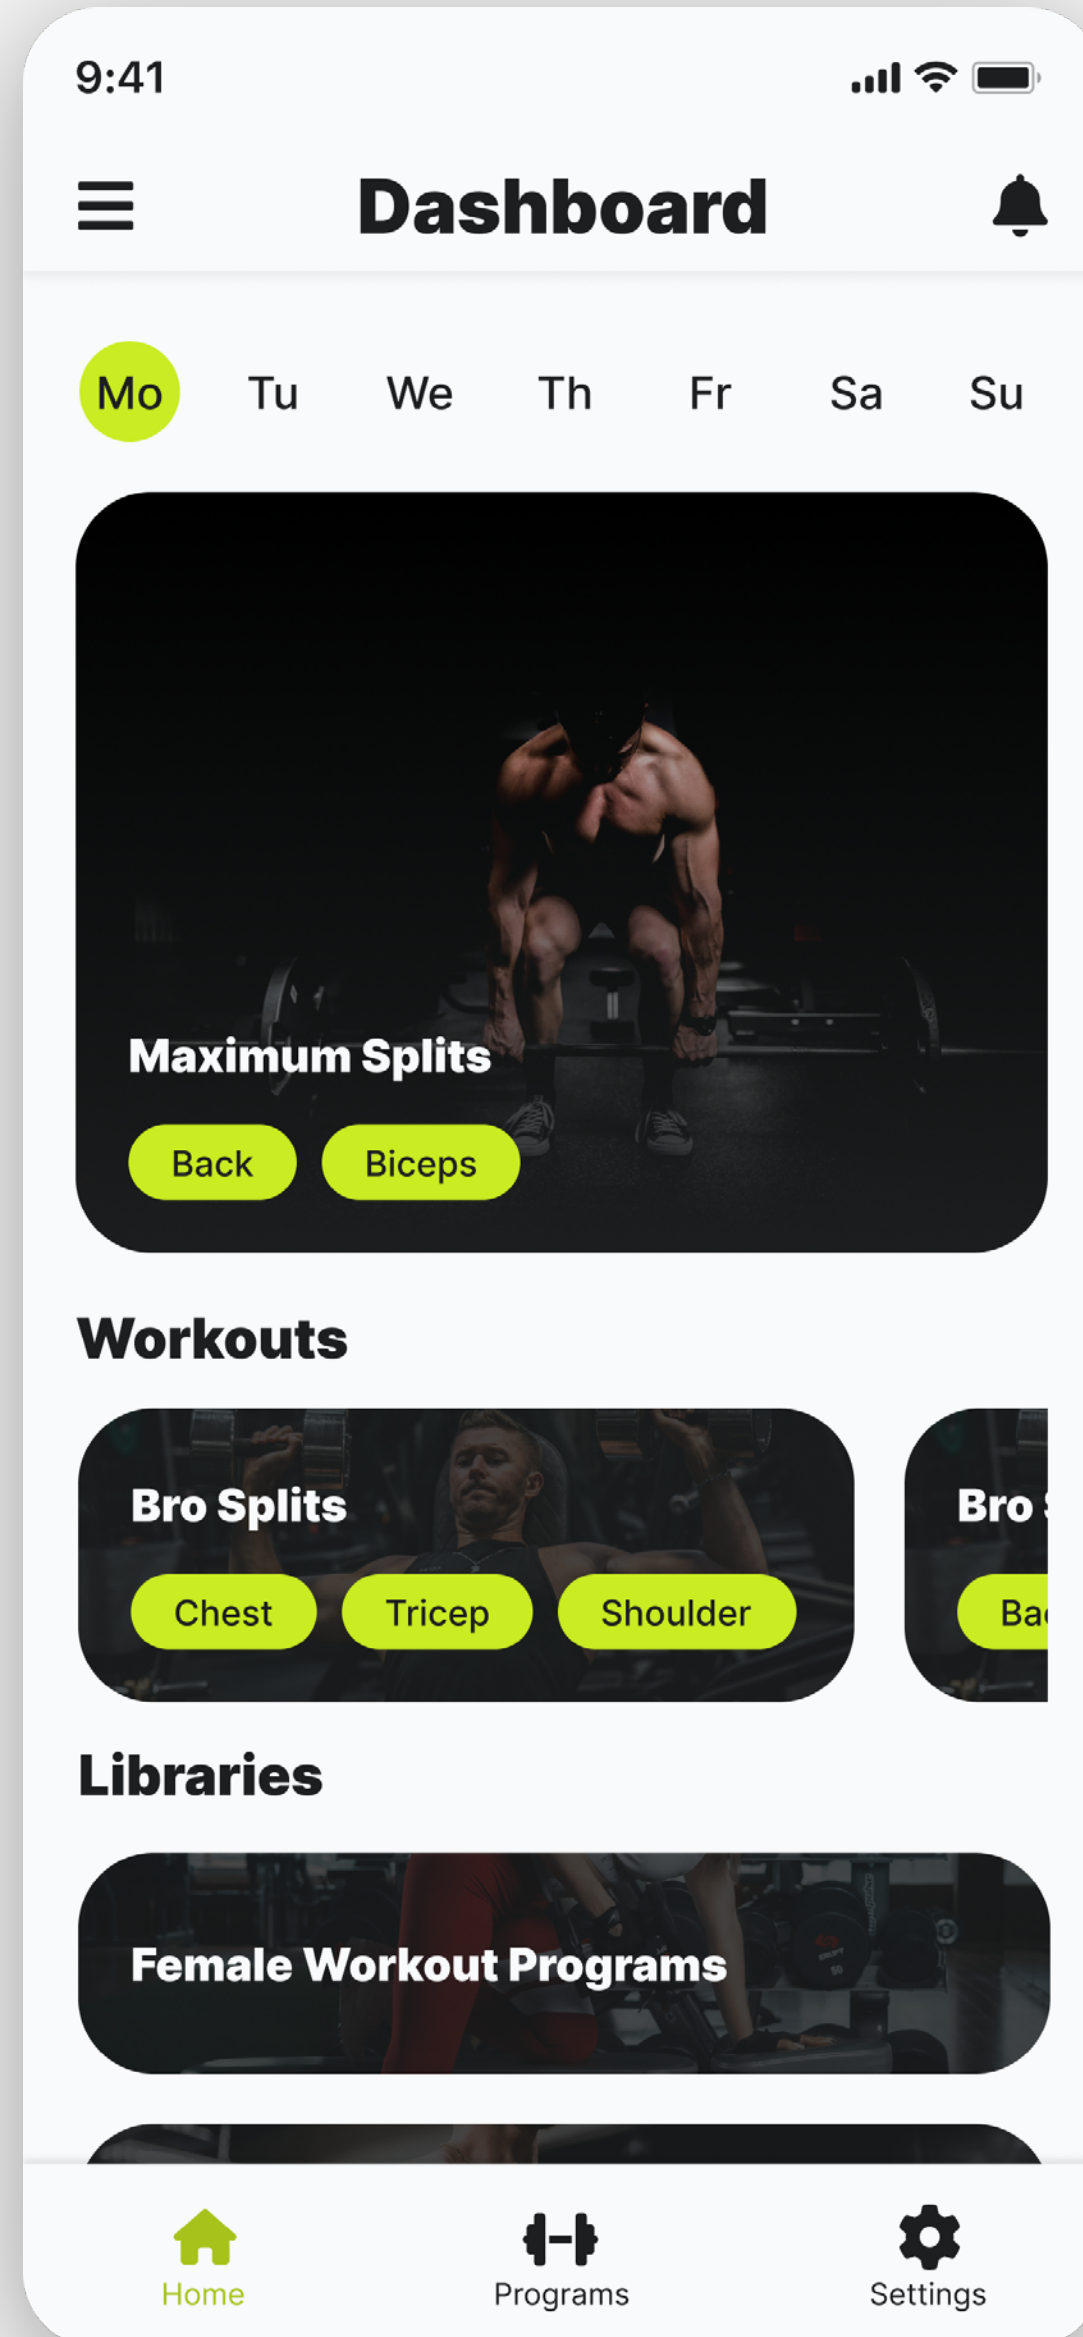 9:41
Dashboard
Mo Tu We Th Fr Sa Su
Maximum Splits
Back Biceps
Workouts
Bro Splits Bro
Chest Tricep Shoulder
Libraries
Female Workout Programs
Home Programs Settings